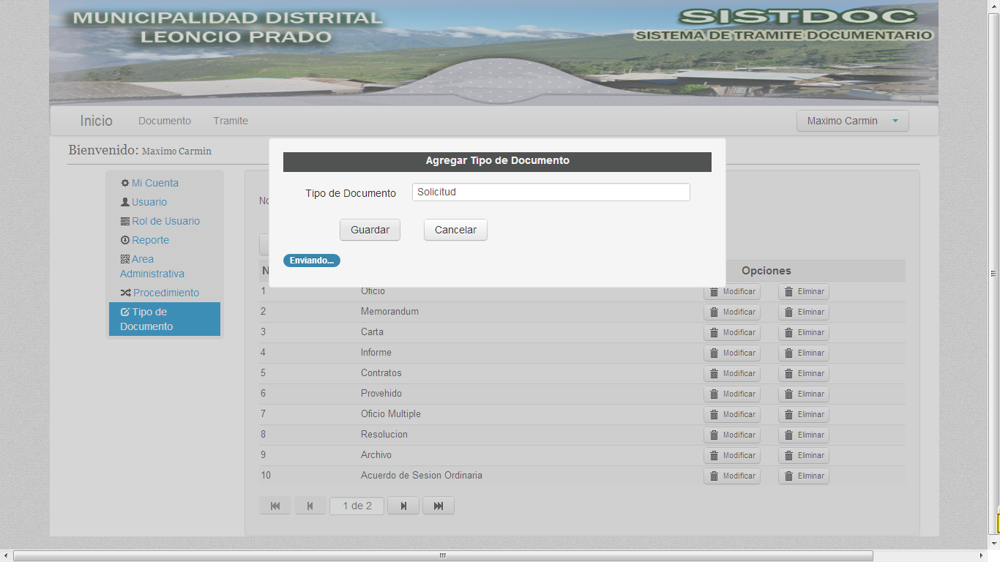 MUNICIPALIDAD DISTRITAL
LEONCIO PRADO
SISTDOC
SISTEMA DE TRAMITE DOCUMENTARIO
Inicio Documento Tramite Maximo Carmin
Bienvenido: Maximo Carmin
Mi Cuenta
Usuario
Rol de Usuario
Reporte
Area
Administrativa
Procedimiento
Tipo de
Documento
Agregar Tipo de Documento
Tipo de Documento Solicitud
Guardar Cancelar
Enviando...
Opciones
1 Oficio Modificar Eliminar
2 Memorandum Modificar Eliminar
3 Carta Modificar Eliminar
4 Informe Modificar Eliminar
5 Contratos Modificar Eliminar
6 Provehido Modificar Eliminar
7 Oficio Multiple Modificar Eliminar
8 Resolucion Modificar Eliminar
9 Archivo Modificar Eliminar
10 Acuerdo de Sesion Ordinaria Modificar Eliminar
1 de 2